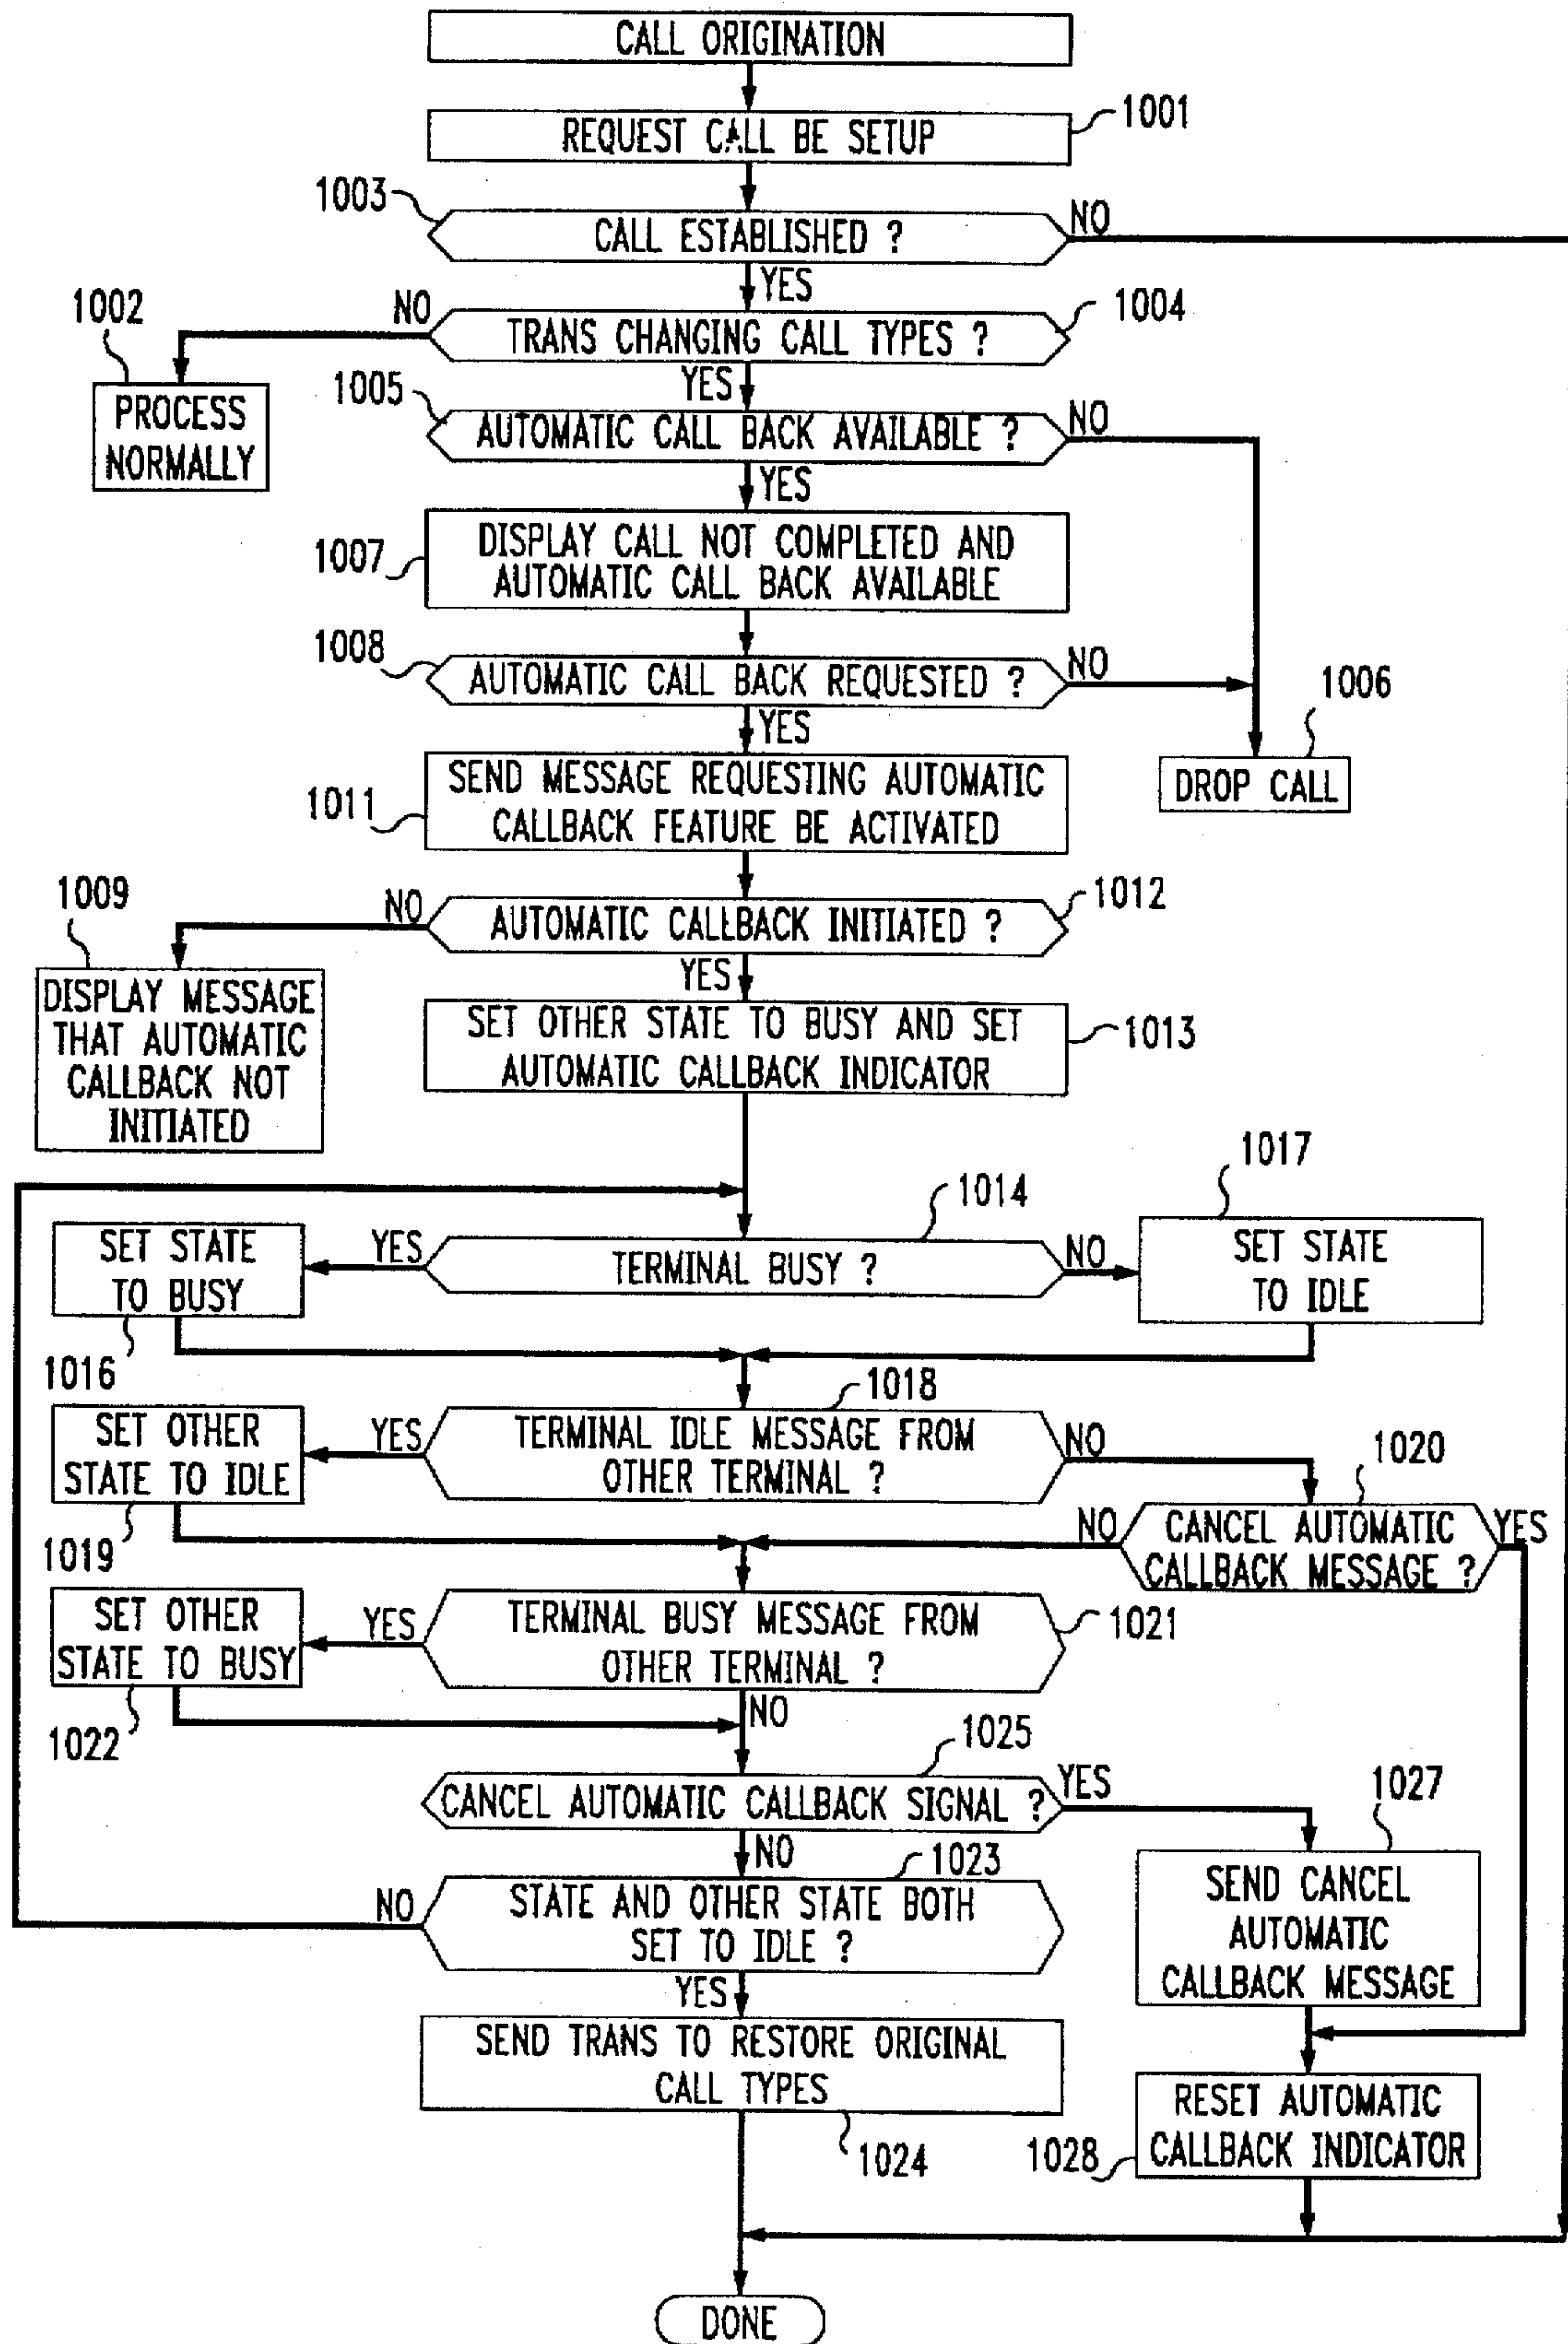 CALL ORIGINATION
1001
REQUEST CALL BE SETUP
1003
CALL ESTABLISHED ?
NO
YES
1002
NO
1004
TRANS CHANGING CALL TYPES ?
YES
PROCESS
NORMALLY
1005
AUTOMATIC CALL BACK AVAILABLE ?
NO
YES
1007
DISPLAY CALL NOT COMPLETED AND
AUTOMATIC CALL BACK AVAILABLE
1008
AUTOMATIC CALL BACK REQUESTED ?
NO
YES
1006
DROP CALL
1011
SEND MESSAGE REQUESTING AUTOMATIC
CALLBACK FEATURE BE ACTIVATED
1009
NO
1012
AUTOMATIC CALLBACK INITIATED ?
YES
DISPLAY MESSAGE
THAT AUTOMATIC
CALLBACK NOT
INITIATED
SET OTHER STATE TO BUSY AND SET
AUTOMATIC CALLBACK INDICATOR
1013
1017
1014
SET STATE
TO BUSY
YES
TERMINAL BUSY ?
NO
SET STATE
TO IDLE
1016
1018
SET OTHER
STATE TO IDLE
YES
TERMINAL IDLE MESSAGE FROM
OTHER TERMINAL ?
NO
1020
1019
NO
CANCEL AUTOMATIC
CALLBACK MESSAGE ?
YES
SET OTHER
STATE TO BUSY
YES
TERMINAL BUSY MESSAGE FROM
OTHER TERMINAL ?
1021
NO
1022
1025
CANCEL AUTOMATIC CALLBACK SIGNAL ?
YES
1027
NO
1023
NO
STATE AND OTHER STATE BOTH
SET TO IDLE ?
SEND CANCEL
AUTOMATIC
CALLBACK MESSAGE
YES
SEND TRANS TO RESTORE ORIGINAL
CALL TYPES
1024
1028
RESET AUTOMATIC
CALLBACK INDICATOR
DONE